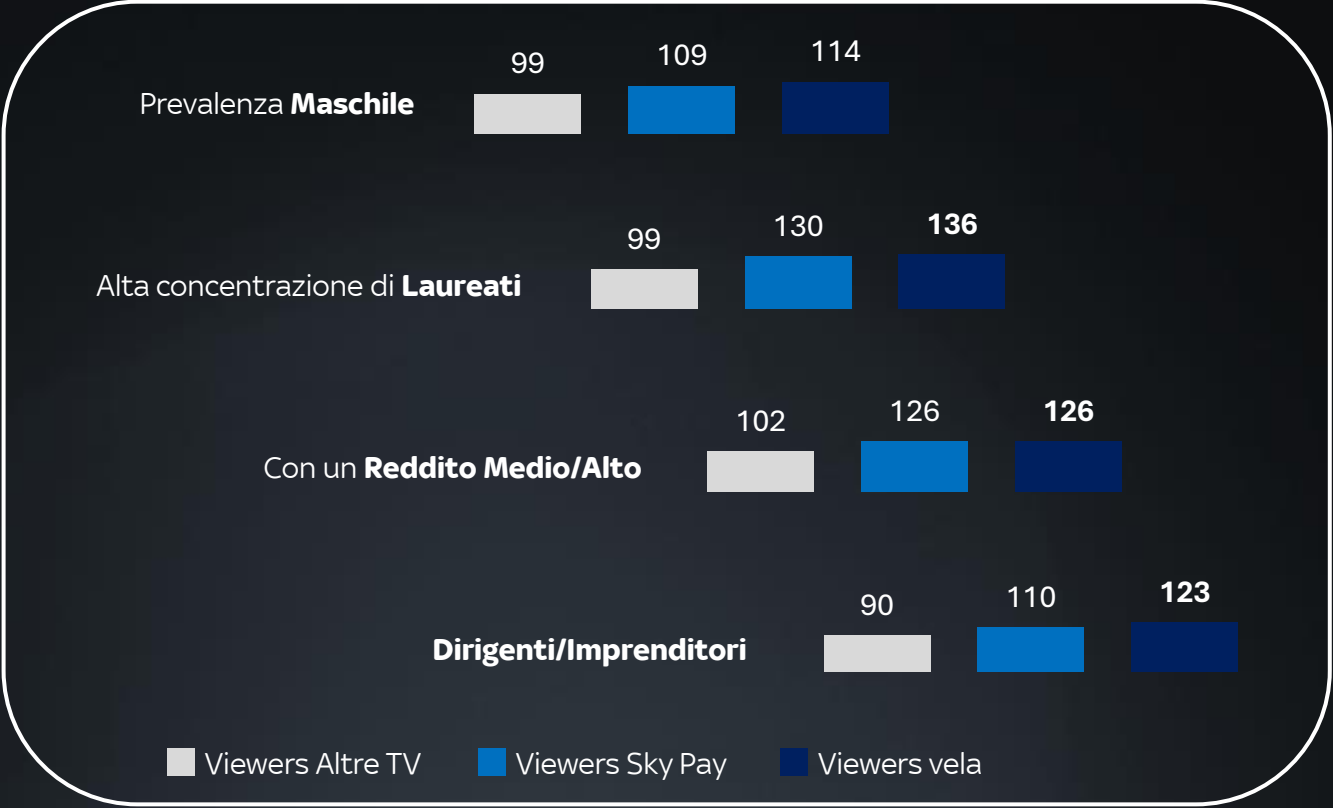 99 109 114
Prevalenza Maschile
99 130 136
Alta concentrazione di Laureati
102 126 126
Con un Reddito Medio/Alto
90 110 123
Dirigenti/Imprenditori
Viewers Altre TV Viewers Sky Pay Viewers vela